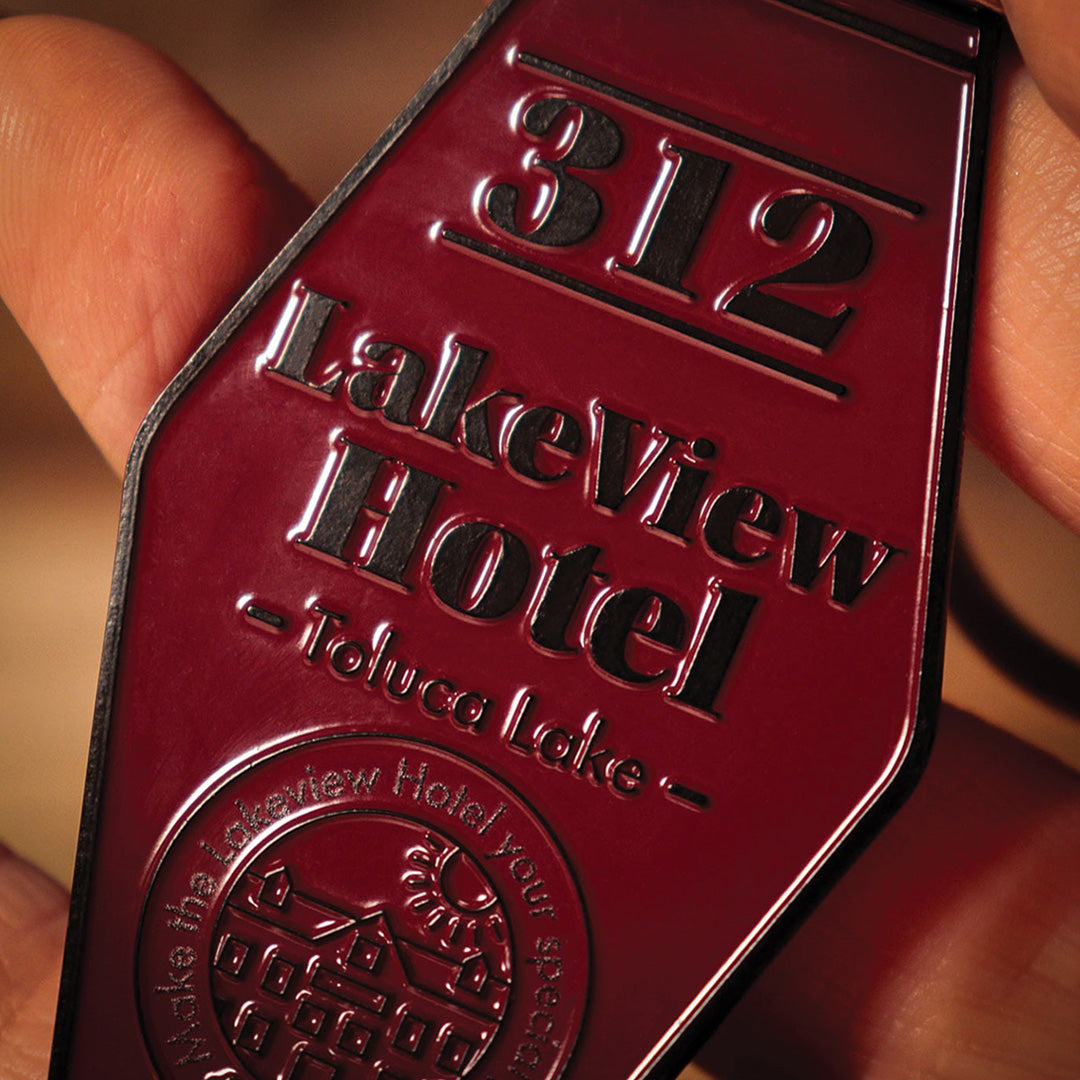 312
LakeView
Hotel
- Toluca Lake -
Make the Lakeview Hotel your special